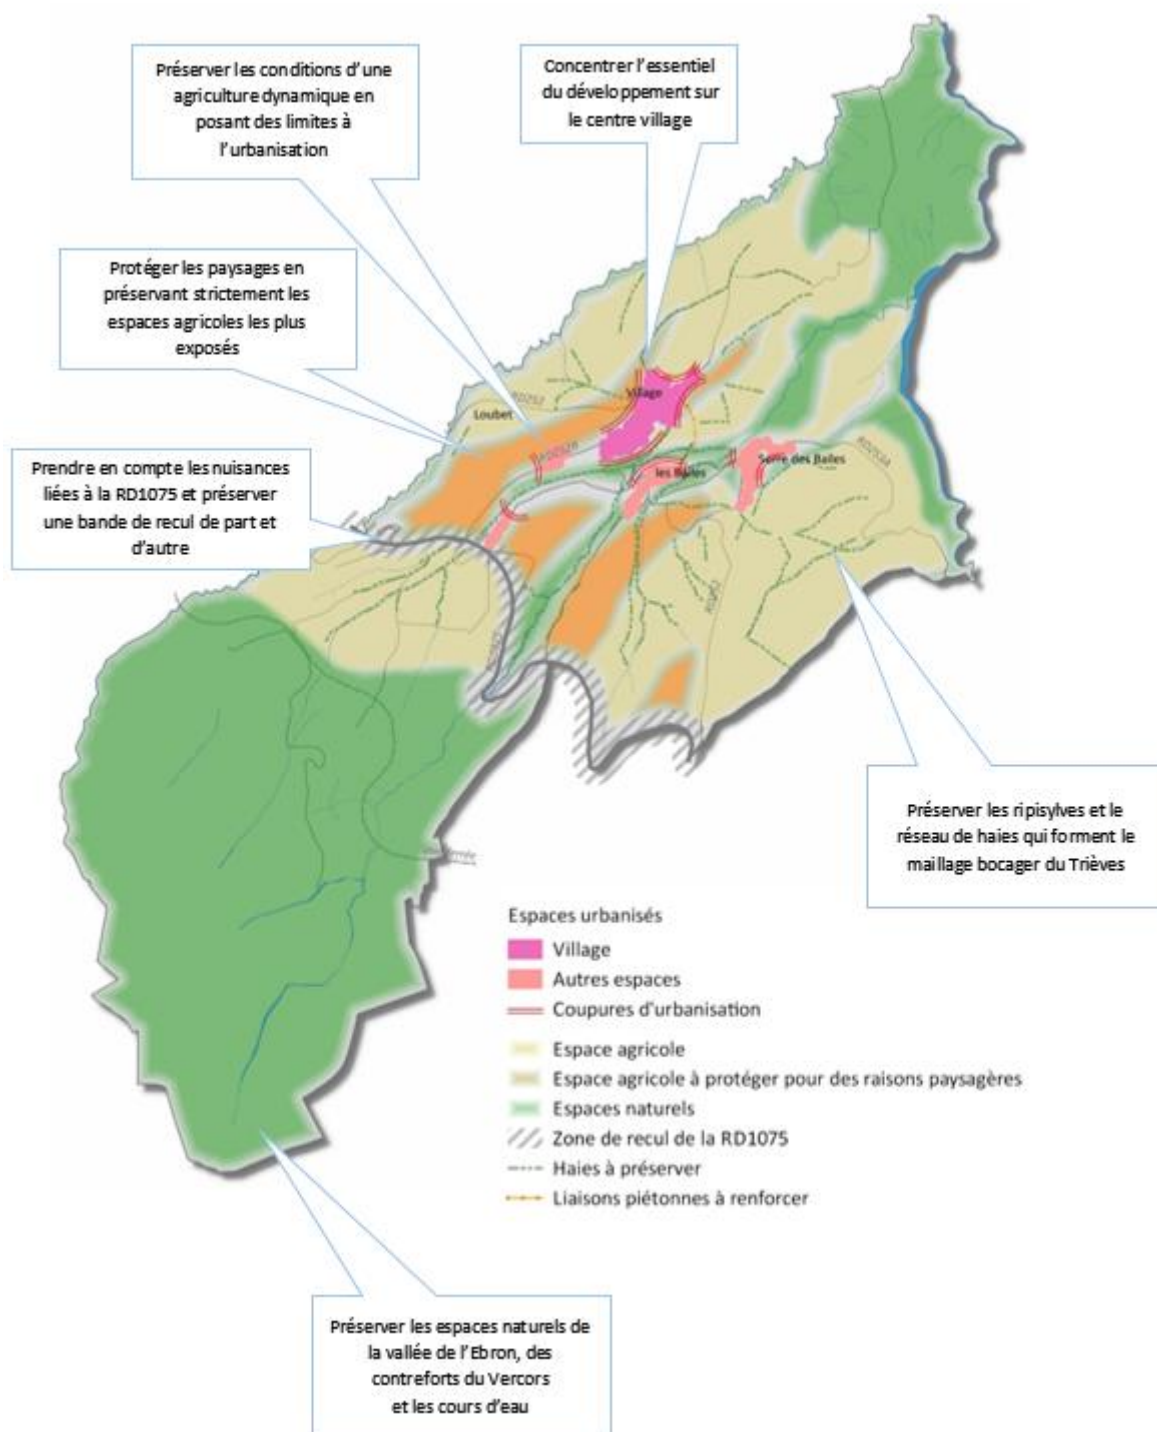 Préserver les conditions d'une
agriculture dynamique en
posant des limites à
l'urbanisation
Concentrer l'essentiel
du développement sur
le centre village
Protéger les paysages en
préservant strictement les
espaces agricoles les plus
exposés
Prendre en compte les nuisances
liées à la RD1075 et préserver
une bande de recul de part et
d'autre
Village
Loubet
RD252
les Bailes
Serre des Bailes
Préserver les ripisylves et le
réseau de haies qui forment le
maillage bocager du Trièves
Espaces urbanisés
Village
Autres espaces
Coupures d'urbanisation
Espace agricole
Espace agricole à protéger pour des raisons paysagères
Espaces naturels
Zone de recul de la RD1075
Haies à préserver
Liaisons piétonnes à renforcer
Préserver les espaces naturels de
la vallée de l'Ebron, des
contreforts du Vercors
et les cours d'eau